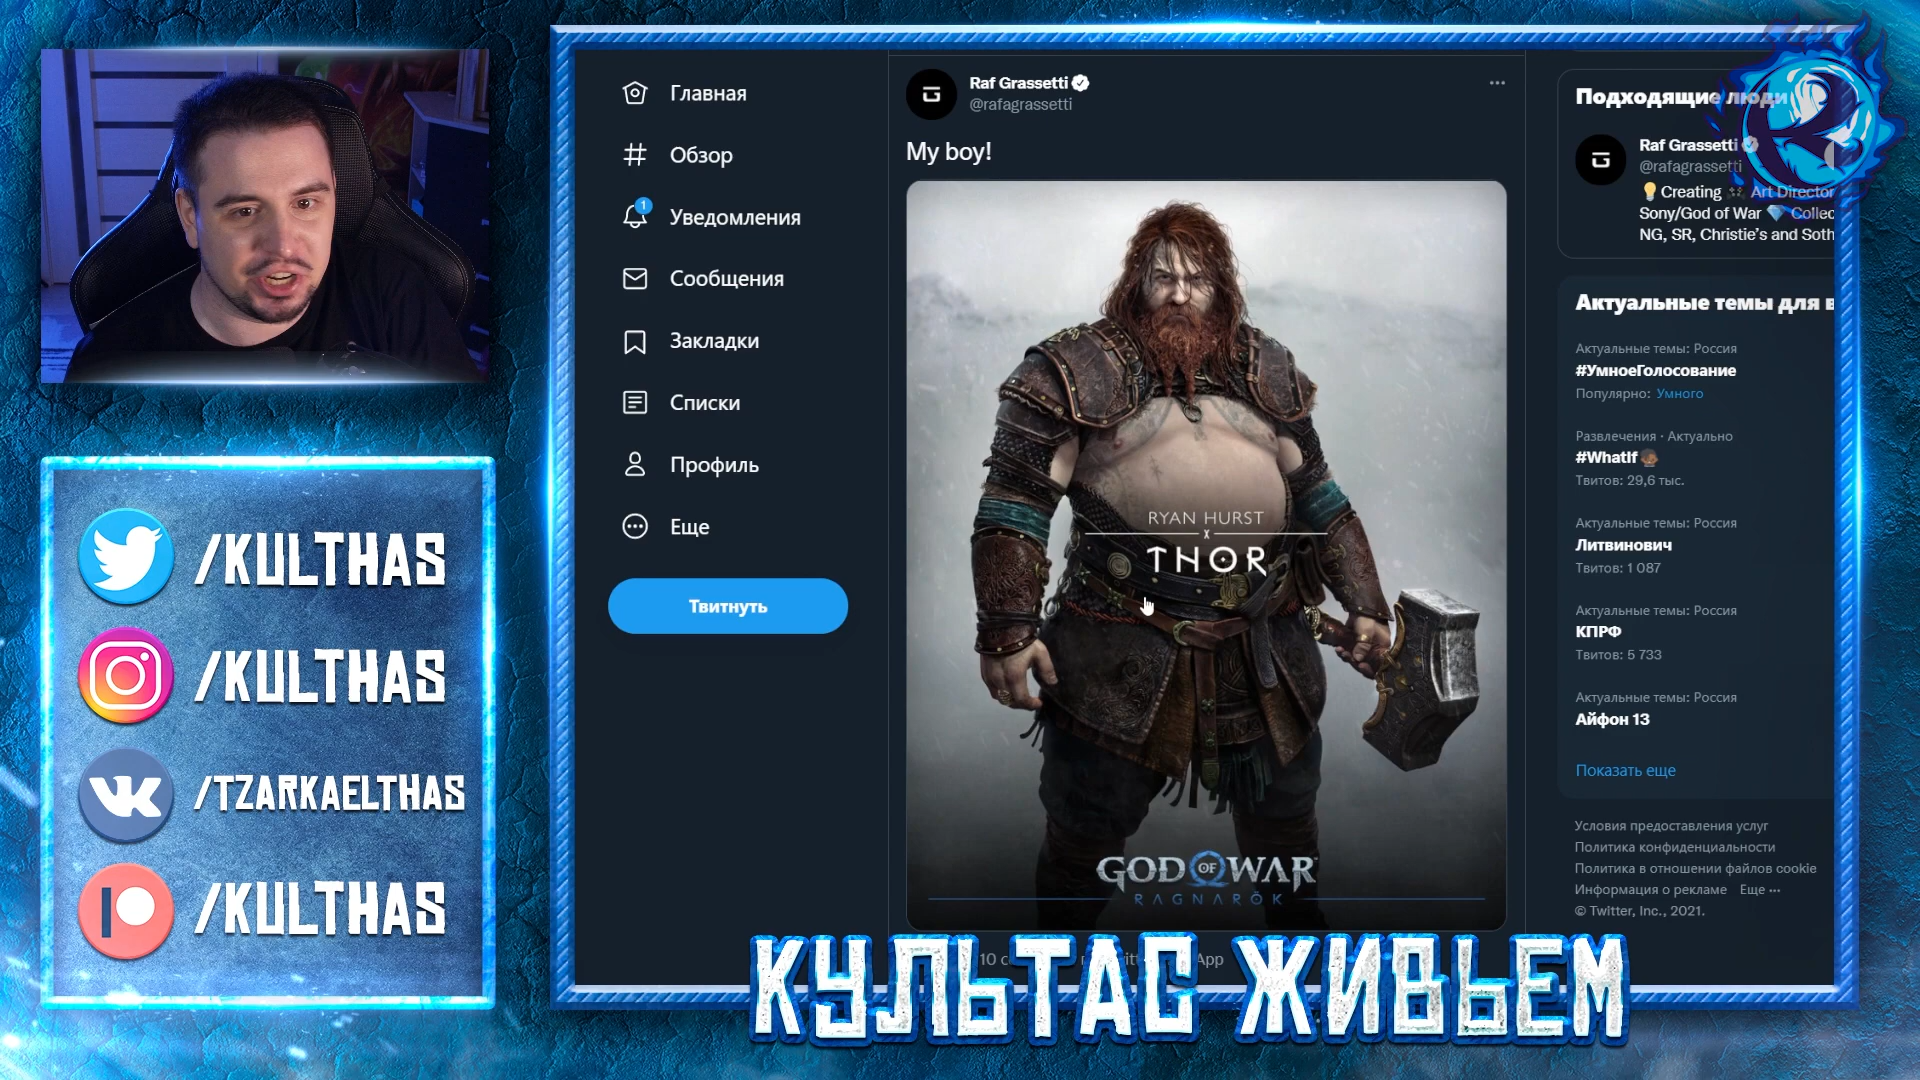 /KULTHAS
/KULTHAS
/TZARKAELTHAS
/KULTHAS
Главная
Обзор
1
Уведомления
Сообщения
Закладки
Списки
Профиль
Еще
Твитнуть
Raf Grassetti
@rafagrassetti
My boy!
RYAN HURST
X
THOR
GOD OF WAR
RAGNARÖK
10 с
App
Подходящие люди
Raf Grassetti
@rafagrassetti
Creating Art Director
Sony/God of War Collec
NG, SR, Christie's and Soth
Актуальные темы для в
Актуальные темы: Россия
#УмноеГолосование
Популярно: Умного
Развлечения · Актуально
#WhatIf
Твитов: 29,6 тыс.
Актуальные темы: Россия
Литвинович
Твитов: 1 087
Актуальные темы: Россия
КПРФ
Твитов: 5 733
Актуальные темы: Россия
Айфон 13
Показать еще
Условия предоставления услуг
Политика конфиденциальности
Политика в отношении файлов cookie
Информация о рекламе Еще ···
© Twitter, Inc., 2021.
КУЛЬТАС ЖИВЬЕМ